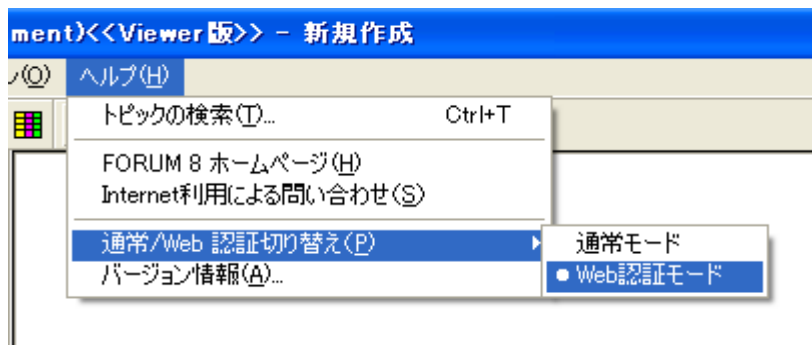 ment)<<Viewer版>> - 新規作成
ン(O) ヘルプ(H)
トピックの検索(T)... Ctrl+T
FORUM 8 ホームページ(H)
Internet利用による問い合わせ(S)
通常/Web 認証切り替え(P)
通常モード
バージョン情報(A)...
Web認証モード